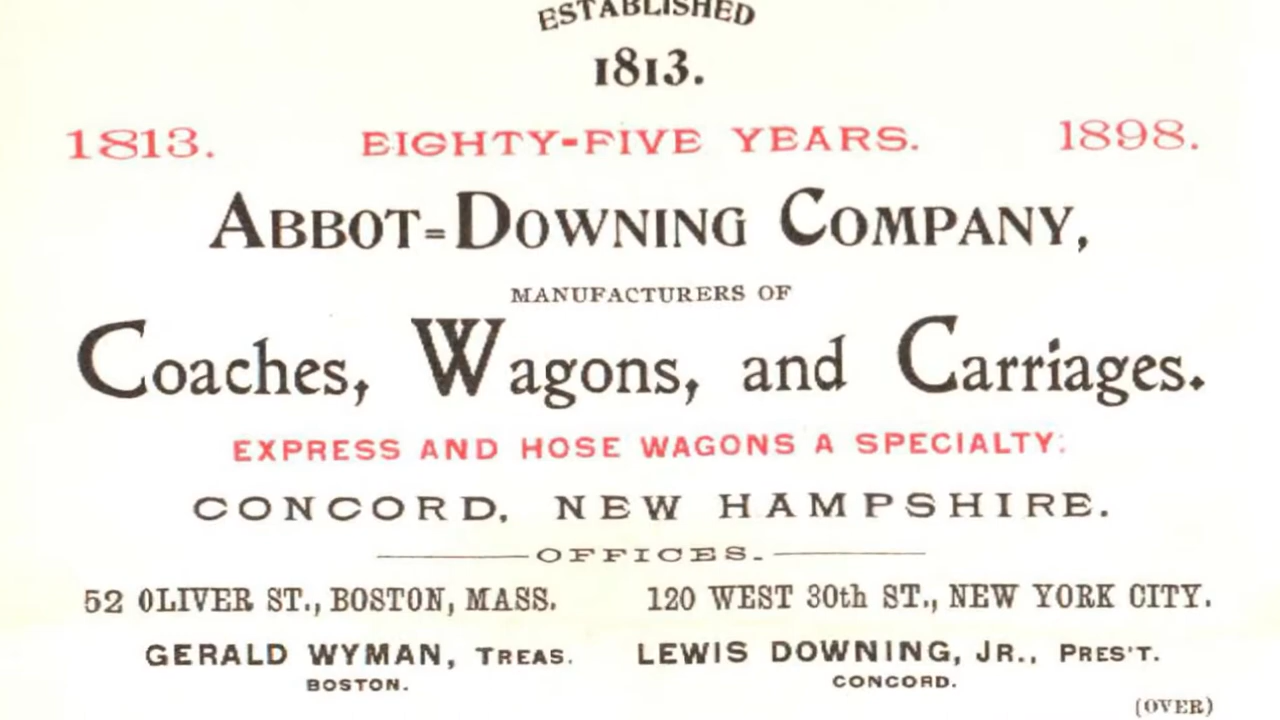 ESTABLISHED
1813.
1813. EIGHTY-FIVE YEARS. 1898.
ABBOT=DOWNING COMPANY,
MANUFACTURERS OF
Coaches, Wagons, and Carriages.
EXPRESS AND HOSE WAGONS A SPECIALTY.
CONCORD, NEW HAMPSHIRE.
OFFICES.
52 OLIVER ST., BOSTON, MASS. 120 WEST 30th ST., NEW YORK CITY.
GERALD WYMAN, TREAS. LEWIS DOWNING, JR., PRES'T.
BOSTON. CONCORD.
(OVER)